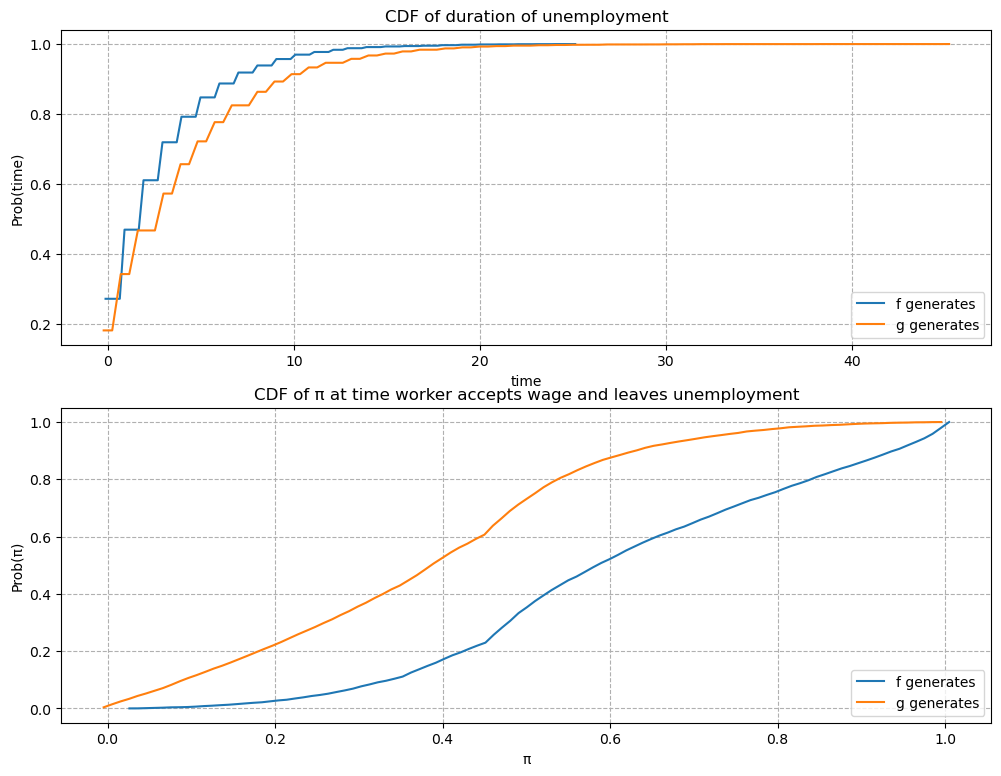 CDF of duration of unemployment
1.0
0.8
0.6
0.4
0.2
Prob(time)
0
10
20
30
40
time
f generates
g generates
CDF of π at time worker accepts wage and leaves unemployment
1.0
0.8
0.6
0.4
0.2
0.0
Prob(π)
0.0
0.2
0.4
0.6
0.8
1.0
π
f generates
g generates